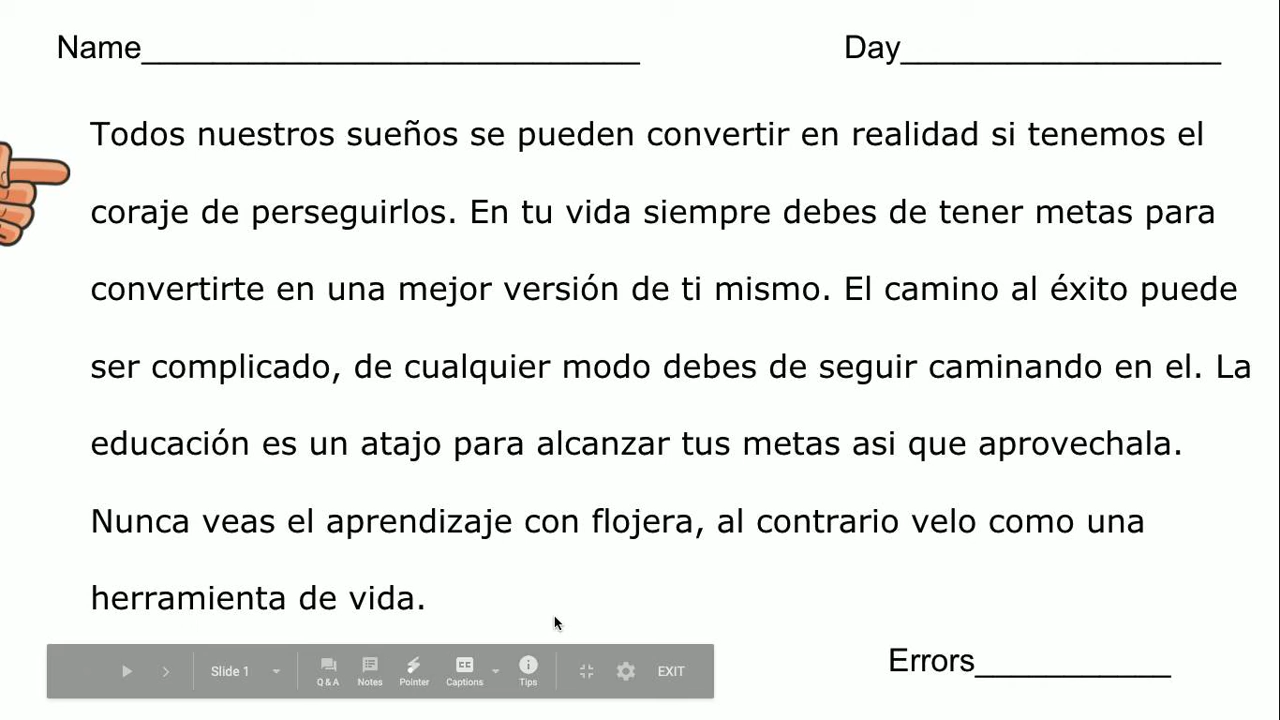 Name____________________________ Day__________________
Todos nuestros sueños se pueden convertir en realidad si tenemos el
coraje de perseguirlos. En tu vida siempre debes de tener metas para
convertirte en una mejor versión de ti mismo. El camino al éxito puede
ser complicado, de cualquier modo debes de seguir caminando en el. La
educación es un atajo para alcanzar tus metas asi que aprovechala.
Nunca veas el aprendizaje con flojera, al contrario velo como una
herramienta de vida.
Errors___________
Slide 1 Q & A Notes Pointer CC Captions Tips EXIT